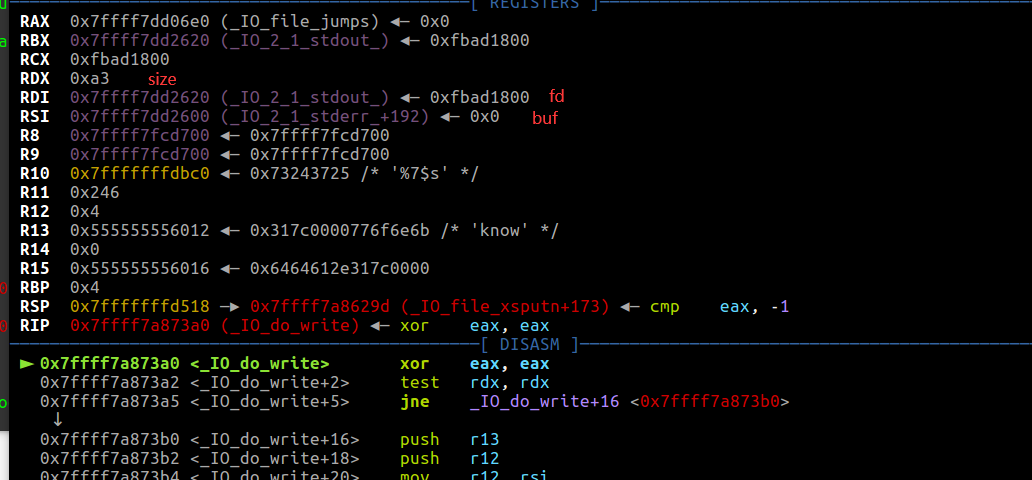 [ REGISTERS ]
RAX 0x7ffff7dd06e0 (_IO_file_jumps) ◂— 0x0
RBX 0x7ffff7dd2620 (_IO_2_1_stdout_) ◂— 0xfbad1800
RCX 0xfbad1800
RDX 0xa3 size
RDI 0x7ffff7dd2620 (_IO_2_1_stdout_) ◂— 0xfbad1800 fd
RSI 0x7ffff7dd2600 (_IO_2_1_stderr_+192) ◂— 0x0 buf
R8 0x7ffff7fcd700 ◂— 0x7ffff7fcd700
R9 0x7ffff7fcd700 ◂— 0x7ffff7fcd700
R10 0x7fffffffdbc0 ◂— 0x73243725 /* '%7$s' */
R11 0x246
R12 0x4
R13 0x555555556012 ◂— 0x317c0000776f6e6b /* 'know' */
R14 0x0
R15 0x555555556016 ◂— 0x6464612e317c0000
RBP 0x4
RSP 0x7fffffffd518 —▸ 0x7ffff7a8629d (_IO_file_xsputn+173) ◂— cmp eax, -1
RIP 0x7ffff7a873a0 (_IO_do_write) ◂— xor eax, eax
[ DISASM ]
► 0x7ffff7a873a0 <_IO_do_write> xor eax, eax
0x7ffff7a873a2 <_IO_do_write+2> test rdx, rdx
0x7ffff7a873a5 <_IO_do_write+5> jne _IO_do_write+16 <0x7ffff7a873b0>
↓
0x7ffff7a873b0 <_IO_do_write+16> push r13
0x7ffff7a873b2 <_IO_do_write+18> push r12
0x7ffff7a873b4 <_IO_do_write+20> mov r12, rsi